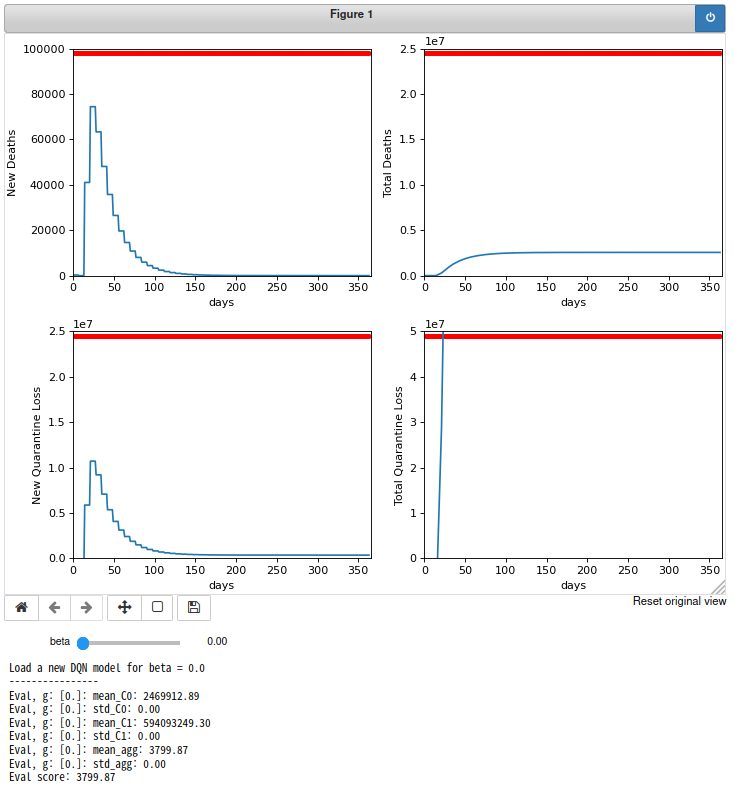 Figure 1
100000
80000
60000
40000
20000
0
New Deaths
0 50 100 150 200 250 300 350
days
1e7
2.5
2.0
1.5
1.0
0.5
0.0
Total Deaths
0 50 100 150 200 250 300 350
days
1e7
2.5
2.0
1.5
1.0
0.5
0.0
New Quarantine Loss
0 50 100 150 200 250 300 350
days
1e7
5
4
3
2
1
0
Total Quarantine Loss
0 50 100 150 200 250 300 350
days
Reset original view
beta 0.00
Load a new DQN model for beta = 0.0
----------------
Eval, g: [0.]: mean_C0: 2469912.89
Eval, g: [0.]: std_C0: 0.00
Eval, g: [0.]: mean_C1: 594093249.30
Eval, g: [0.]: std_C1: 0.00
Eval, g: [0.]: mean_agg: 3799.87
Eval, g: [0.]: std_agg: 0.00
Eval score: 3799.87